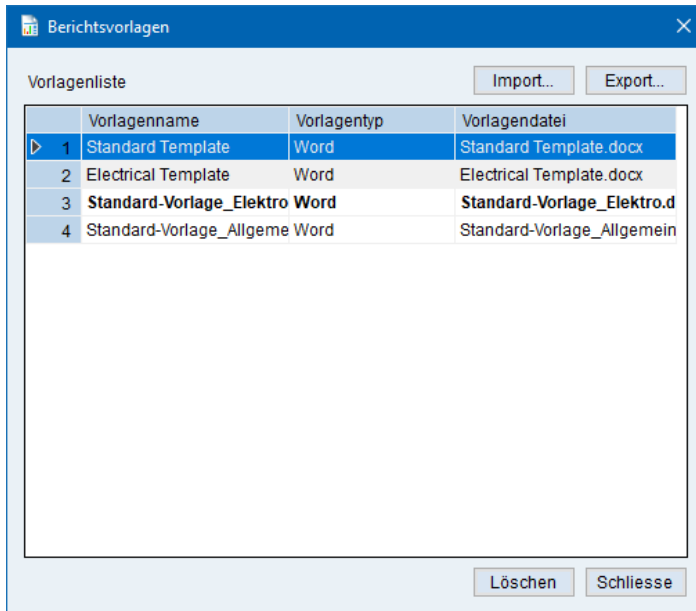 Berichtsvorlagen
Vorlagenliste Import... Export...
Vorlagenname Vorlagentyp Vorlagendatei
1 Standard Template Word Standard Template.docx
2 Electrical Template Word Electrical Template.docx
3 Standard-Vorlage_Elektro Word Standard-Vorlage_Elektro.d
4 Standard-Vorlage_Allgeme Word Standard-Vorlage_Allgemein
Löschen Schliesse